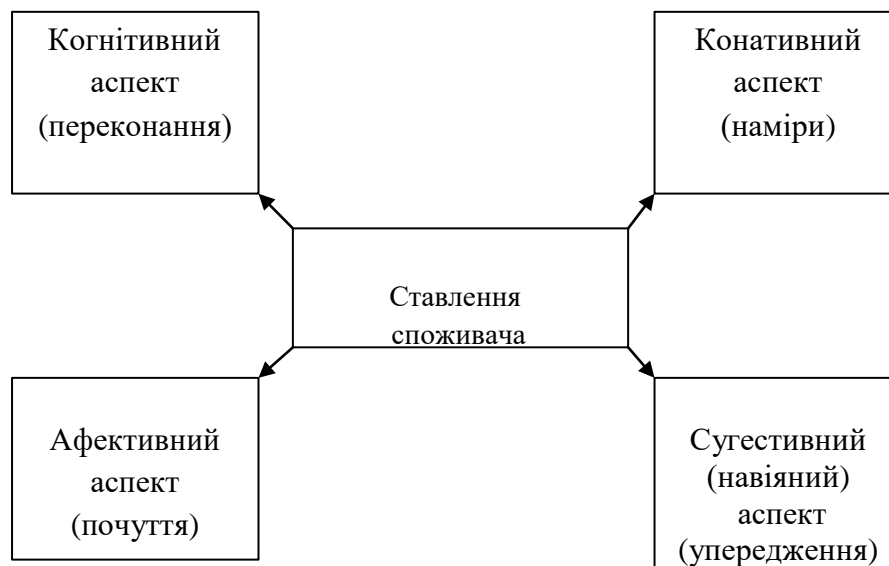 Когнітивний
аспект
(переконання)
Конативний
аспект
(наміри)
Ставлення
споживача
Афективний
аспект
(почуття)
Сугестивний
(навіяний)
аспект
(упередження)